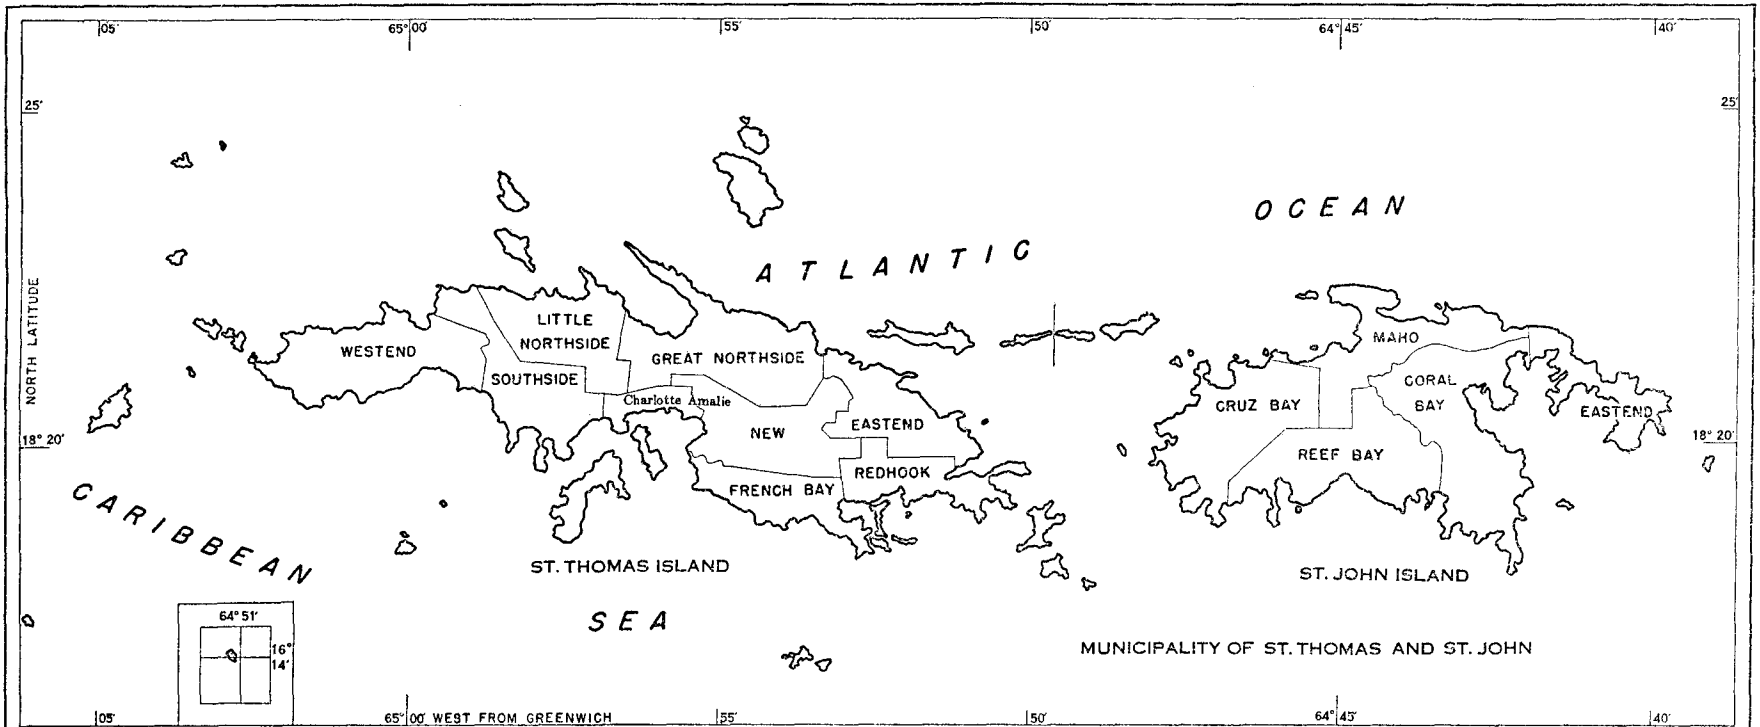 05'
65° 00'
55'
50'
64° 45'
40'
25'
25'
OCEAN
ATLANTIC
NORTH LATITUDE
LITTLE
NORTHSIDE
WESTEND
GREAT NORTHSIDE
SOUTHSIDE
Charlotte Amalie
NEW
EASTEND
REDHOOK
FRENCH BAY
MAHO
CORAL
BAY
CRUZ BAY
EASTEND
REEF BAY
18° 20'
18° 20'
CARIBBEAN
ST. THOMAS ISLAND
ST. JOHN ISLAND
SEA
64° 51'
16°
14'
MUNICIPALITY OF ST. THOMAS AND ST. JOHN
05'
65° 00' WEST FROM GREENWICH
55'
50'
64° 45'
40'